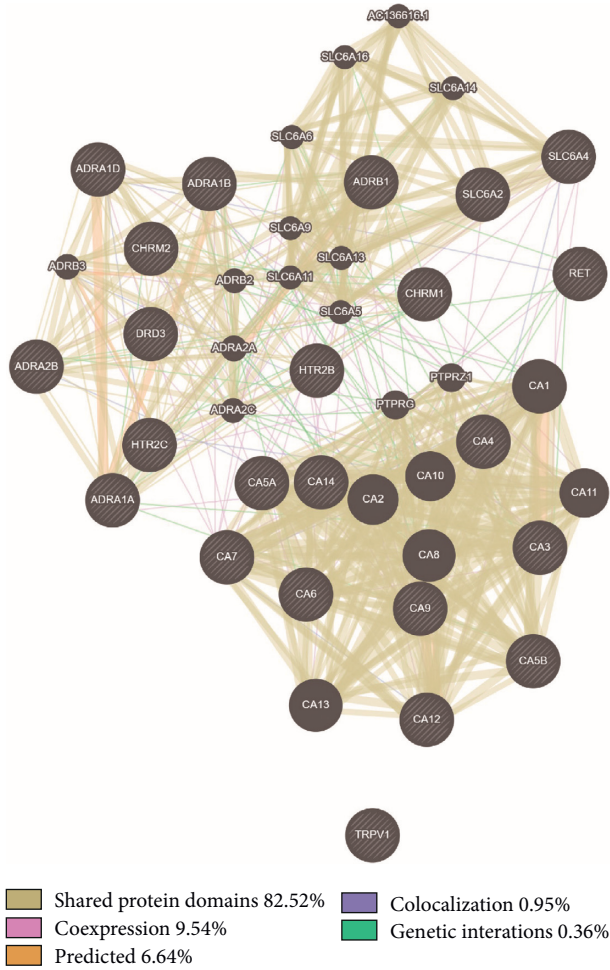 AC136616.1
SLC6A16
SLC6A14
SLC6A6
SLC6A4
ADRA1D
ADRA1B
ADRB1
SLC6A2
SLC6A9
CHRM2
SLC6A13
ADRB3
SLC6A11
ADRB2
RET
CHRM1
SLC6A5
DRD3
ADRA2A
ADRA2B
HTR2B
PTPRZ1
CA1
PTPRG
ADRA2C
HTR2C
CA4
CA10
CA5A
CA14
CA2
CA11
ADRA1A
CA3
CA7
CA8
CA6
CA9
CA5B
CA13
CA12
TRPV1
Shared protein domains 82.52%
Coexpression 9.54%
Predicted 6.64%
Colocalization 0.95%
Genetic interations 0.36%